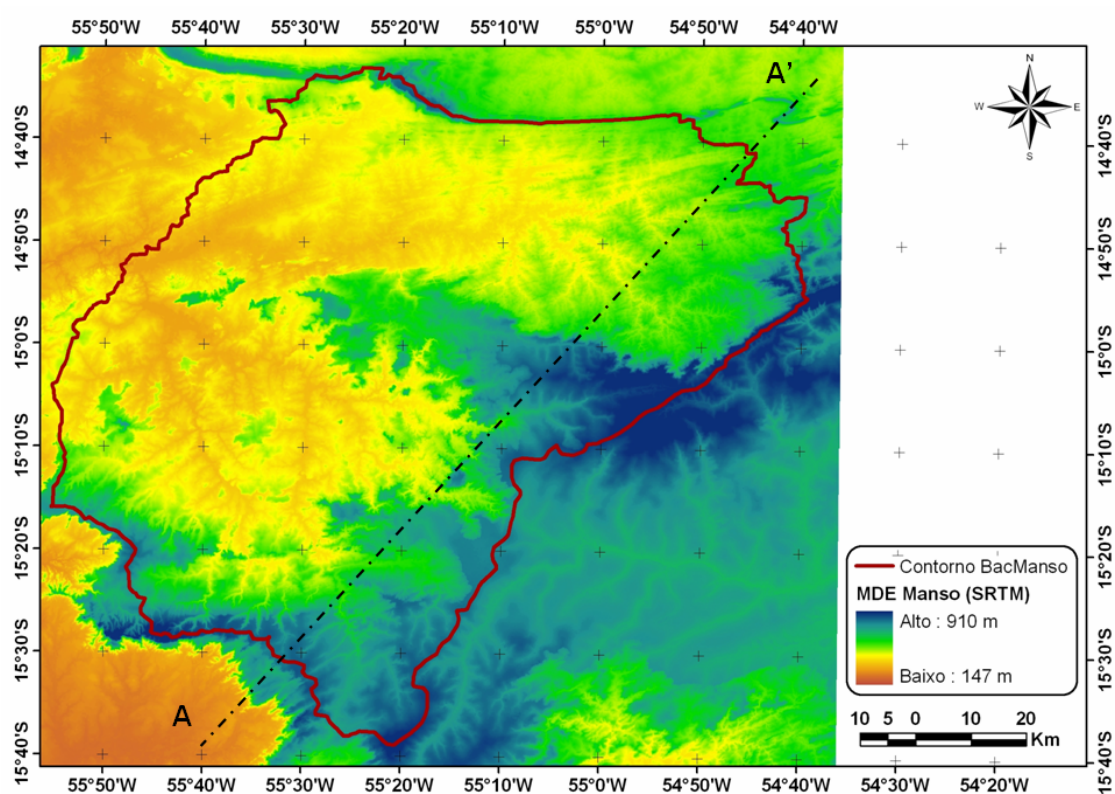 55°50'W 55°40'W 55°30'W 55°20'W 55°10'W 55°0'W 54°50'W 54°40'W
A'
N
W E
S
14°40'S 14°40'S
14°50'S 14°50'S
15°0'S 15°0'S
15°10'S 15°10'S
15°20'S 15°20'S
15°30'S 15°30'S
15°40'S 15°40'S
Contorno BacManso
MDE Manso (SRTM)
Alto : 910 m
Baixo : 147 m
A
10 5 0 10 20
Km
55°50'W 55°40'W 55°30'W 55°20'W 55°10'W 55°0'W 54°50'W 54°40'W 54°30'W 54°20'W